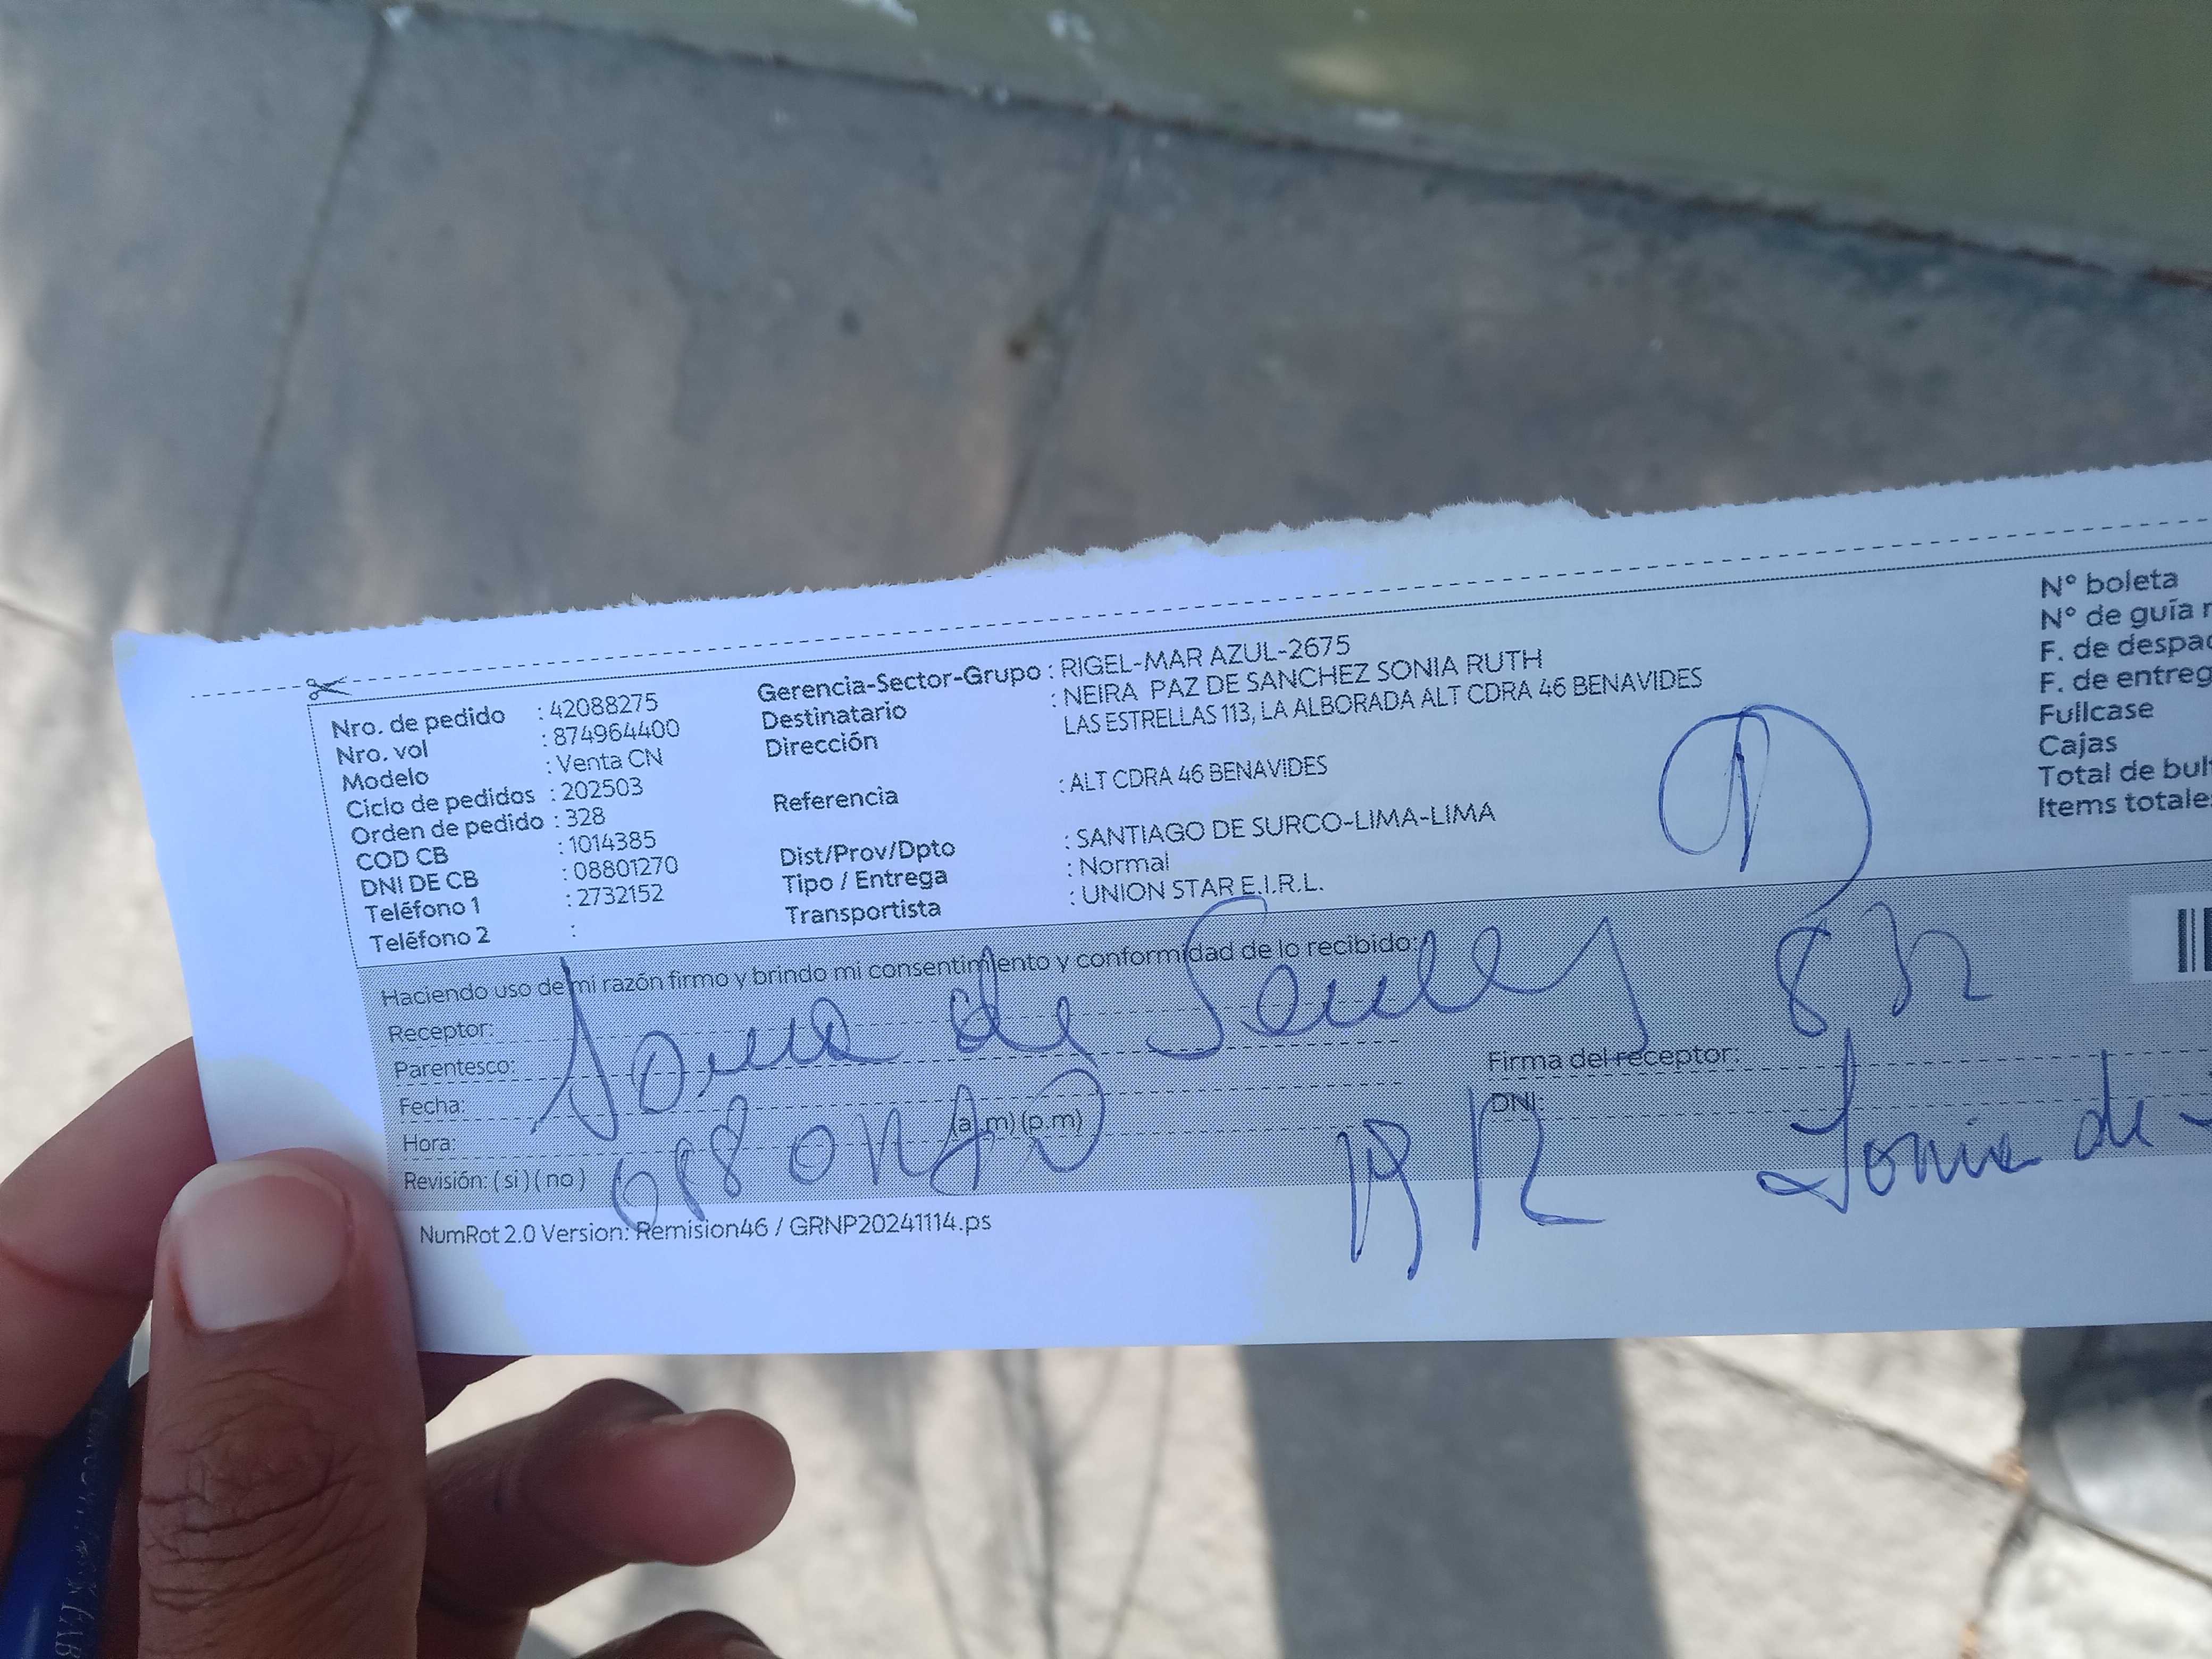 Nro. de pedido : 42088275
Nro. vol : 874964400
Modelo : Venta CN
Ciclo de pedidos : 202503
Orden de pedido : 328
COD CB : 1014385
DNI DE CB : 08801270
Teléfono 1 : 2732152
Teléfono 2 :
Gerencia-Sector-Grupo : RIGEL-MAR AZUL-2675
Destinatario : NEIRA PAZ DE SANCHEZ SONIA RUTH
Dirección LAS ESTRELLAS 113, LA ALBORADA ALT CDRA 46 BENAVIDES
Referencia : ALT CDRA 46 BENAVIDES
Dist/Prov/Dpto : SANTIAGO DE SURCO-LIMA-LIMA
Tipo / Entrega : Normal
Transportista : UNION STAR E.I.R.L.
N° boleta
N° de guía
F. de
F. de
Fullcase
Cajas
Total de
Items
Haciendo uso de mi razón firmo y brindo mi consentimiento y conformidad de lo recibido:
Receptor:
Parentesco:
Fecha:
Hora: (a.m) (p.m)
Revisión: ( si ) ( no )
Firma del receptor:
DNI:
Sonia de
NumRot 2.0 Version: Remision46 / GRNP20241114.ps